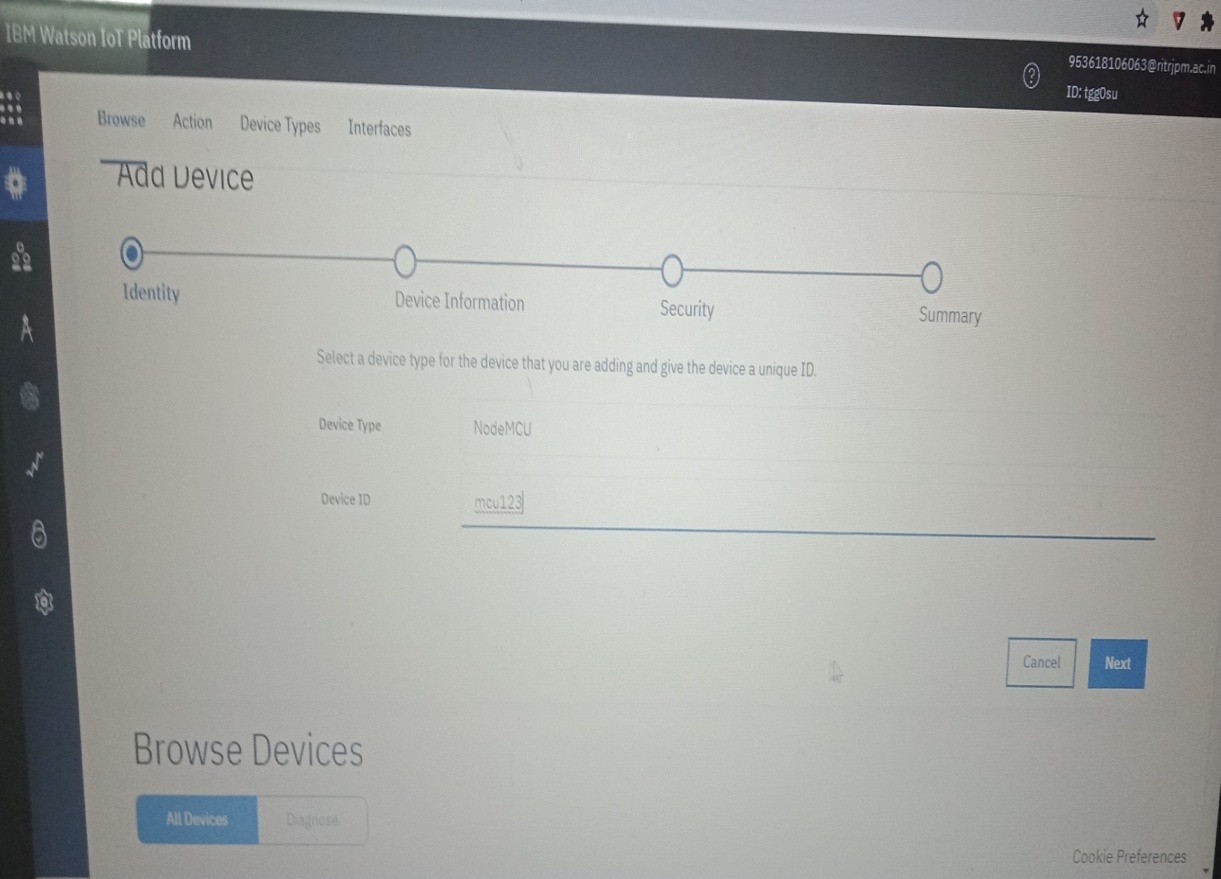 IBM Watson IoT Platform
953618106063@ritrjpm.ac.in
ID: tgg0su
Browse Action Device Types Interfaces
Add Device
Identity Device Information Security Summary
Select a device type for the device that you are adding and give the device a unique ID.
Device Type NodeMCU
Device ID mcu123
Cancel Next
Browse Devices
All Devices Diagnose
Cookie Preferences